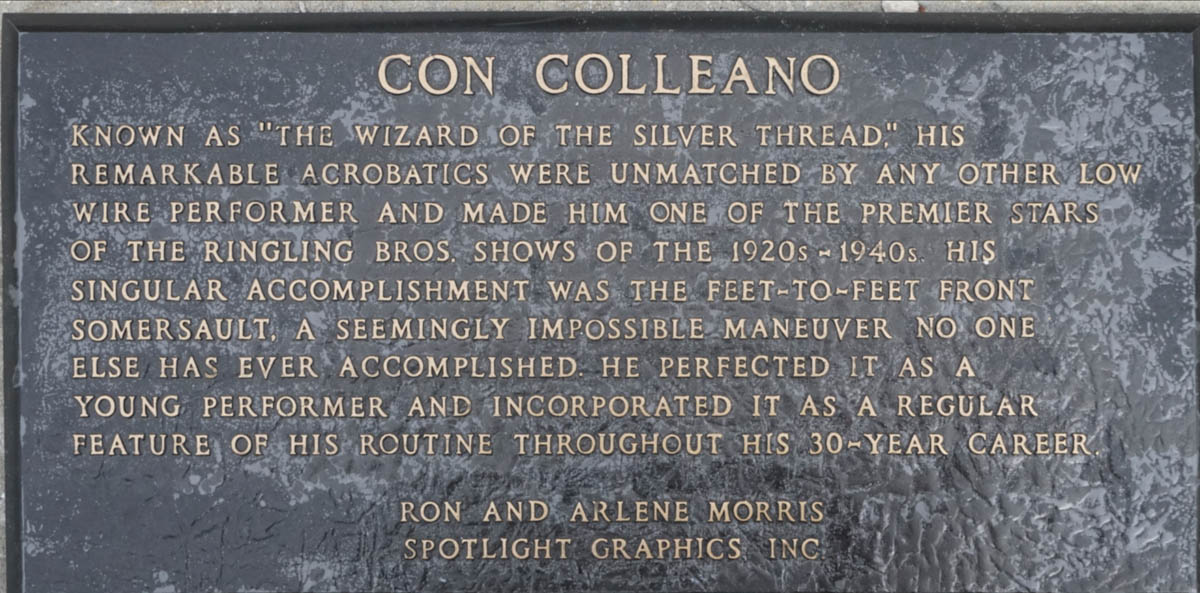 CON COLLEANO
KNOWN AS "THE WIZARD OF THE SILVER THREAD," HIS
REMARKABLE ACROBATICS WERE UNMATCHED BY ANY OTHER LOW
WIRE PERFORMER AND MADE HIM ONE OF THE PREMIER STARS
OF THE RINGLING BROS. SHOWS OF THE 1920s-1940s. HIS
SINGULAR ACCOMPLISHMENT WAS THE FEET-TO-FEET FRONT
SOMERSAULT, A SEEMINGLY IMPOSSIBLE MANEUVER NO ONE
ELSE HAS EVER ACCOMPLISHED. HE PERFECTED IT AS A
YOUNG PERFORMER AND INCORPORATED IT AS A REGULAR
FEATURE OF HIS ROUTINE THROUGHOUT HIS 30-YEAR CAREER.
RON AND ARLENE MORRIS
SPOTLIGHT GRAPHICS, INC